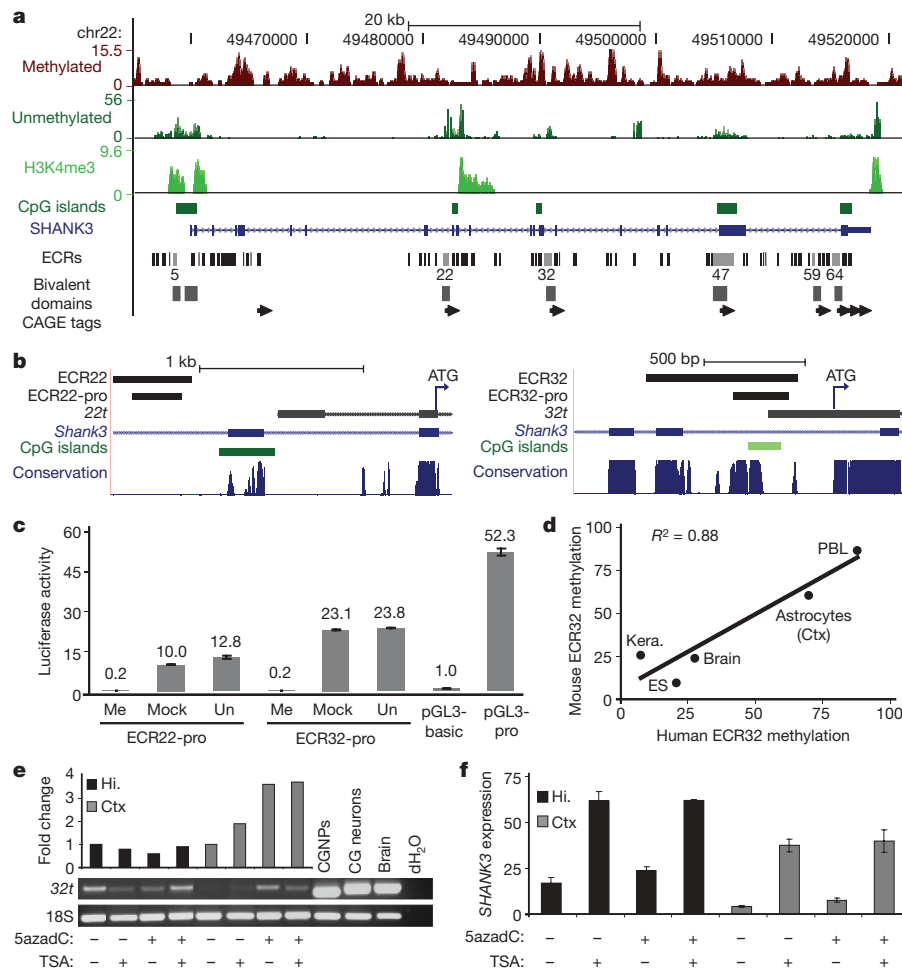 a
20 kb
chr22:
49470000 49480000 49490000 49500000 49510000 49520000
15.5
Methylated
0
56
Unmethylated
0
9.6
H3K4me3
0
CpG islands
SHANK3
ECRs
5 22 32 47 59 64
Bivalent
domains
CAGE tags
b
1 kb
ECR22
ECR22-pro
ATG
22t
Shank3
CpG islands
Conservation
500 bp
ECR32
ECR32-pro
ATG
32t
Shank3
CpG islands
Conservation
c
Luciferase activity
60
45
30
15
0
0.2 10.0 12.8 0.2 23.1 23.8 1.0 52.3
Me Mock Un Me Mock Un pGL3-basic pGL3-pro
ECR22-pro ECR32-pro
d
Mouse ECR32 methylation
100
75
50
25
0
R² = 0.88
PBL
Astrocytes
(Ctx)
Kera.
Brain
ES
0 25 50 75 100
Human ECR32 methylation
e
Fold change
4
3
2
1
0
Hi.
Ctx
CGNPs
CG neurons
Brain
dH₂O
32t
18S
5azadC: – – + + – – + +
TSA: – + – + – + – +
f
SHANK3 expression
75
50
25
0
Hi.
Ctx
5azadC: – – + + – – + +
TSA: – + – + – + – +